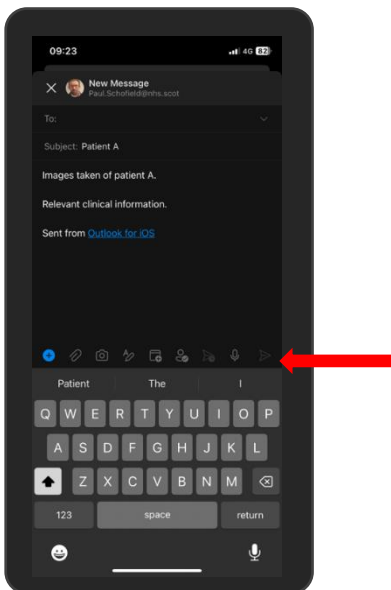 09:23 4G 82
New Message
Paul.Schofield@nhs.scot
To:
Subject: Patient A
Images taken of patient A.
Relevant clinical information.
Sent from Outlook for iOS
Patient The I
Q W E R T Y U I O P
A S D F G H J K L
Z X C V B N M
123 space return